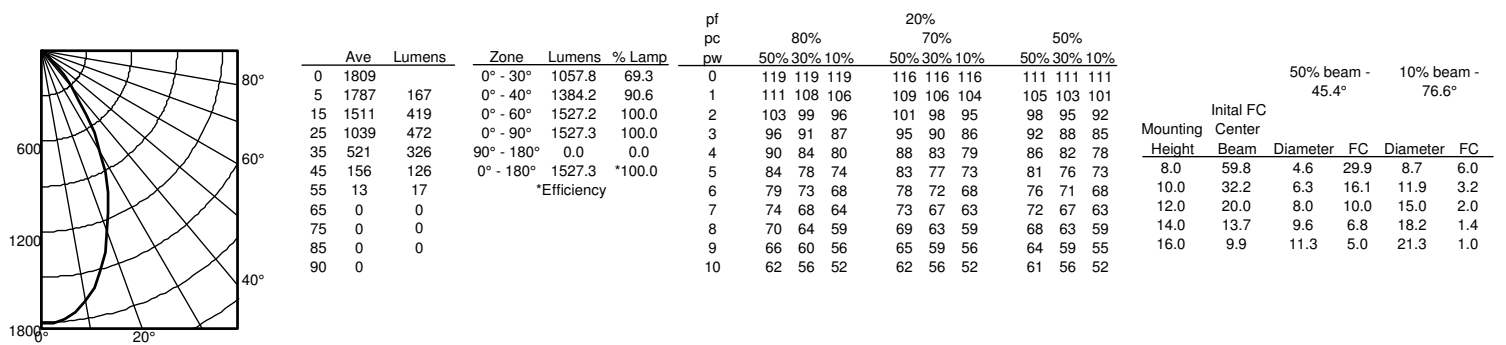 600
1200
1800
0°
20°
40°
60°
80°
Ave Lumens
0 1809
5 1787 167
15 1511 419
25 1039 472
35 521 326
45 156 126
55 13 17
65 0 0
75 0 0
85 0 0
90 0
Zone Lumens % Lamp
0° - 30° 1057.8 69.3
0° - 40° 1384.2 90.6
0° - 60° 1527.2 100.0
0° - 90° 1527.3 100.0
90° - 180° 0.0 0.0
0° - 180° 1527.3 *100.0
*Efficiency
pf 20%
pc 80% 70% 50%
pw 50% 30% 10% 50% 30% 10% 50% 30% 10%
0 119 119 119 116 116 116 111 111 111
1 111 108 106 109 106 104 105 103 101
2 103 99 96 101 98 95 98 95 92
3 96 91 87 95 90 86 92 88 85
4 90 84 80 88 83 79 86 82 78
5 84 78 74 83 77 73 81 76 73
6 79 73 68 78 72 68 76 71 68
7 74 68 64 73 67 63 72 67 63
8 70 64 59 69 63 59 68 63 59
9 66 60 56 65 59 56 64 59 55
10 62 56 52 62 56 52 61 56 52
50% beam - 10% beam -
45.4° 76.6°
Inital FC
Mounting Center
Height Beam Diameter FC Diameter FC
8.0 59.8 4.6 29.9 8.7 6.0
10.0 32.2 6.3 16.1 11.9 3.2
12.0 20.0 8.0 10.0 15.0 2.0
14.0 13.7 9.6 6.8 18.2 1.4
16.0 9.9 11.3 5.0 21.3 1.0